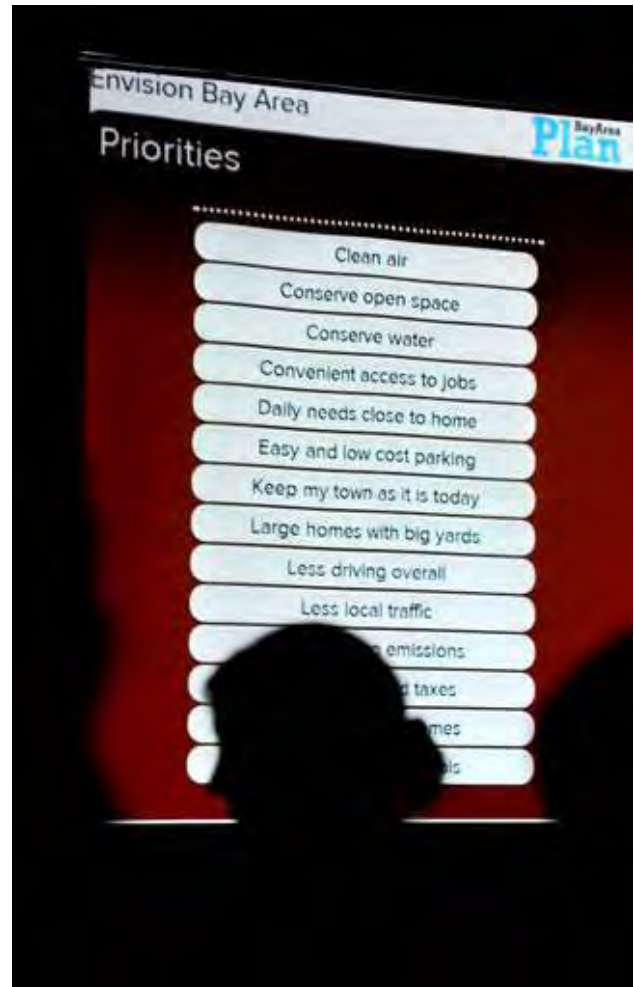 Envision Bay Area
BayArea
Plan
Priorities
Clean air
Conserve open space
Conserve water
Convenient access to jobs
Daily needs close to home
Easy and low cost parking
Keep my town as it is today
Large homes with big yards
Less driving overall
Less local traffic
emissions
taxes